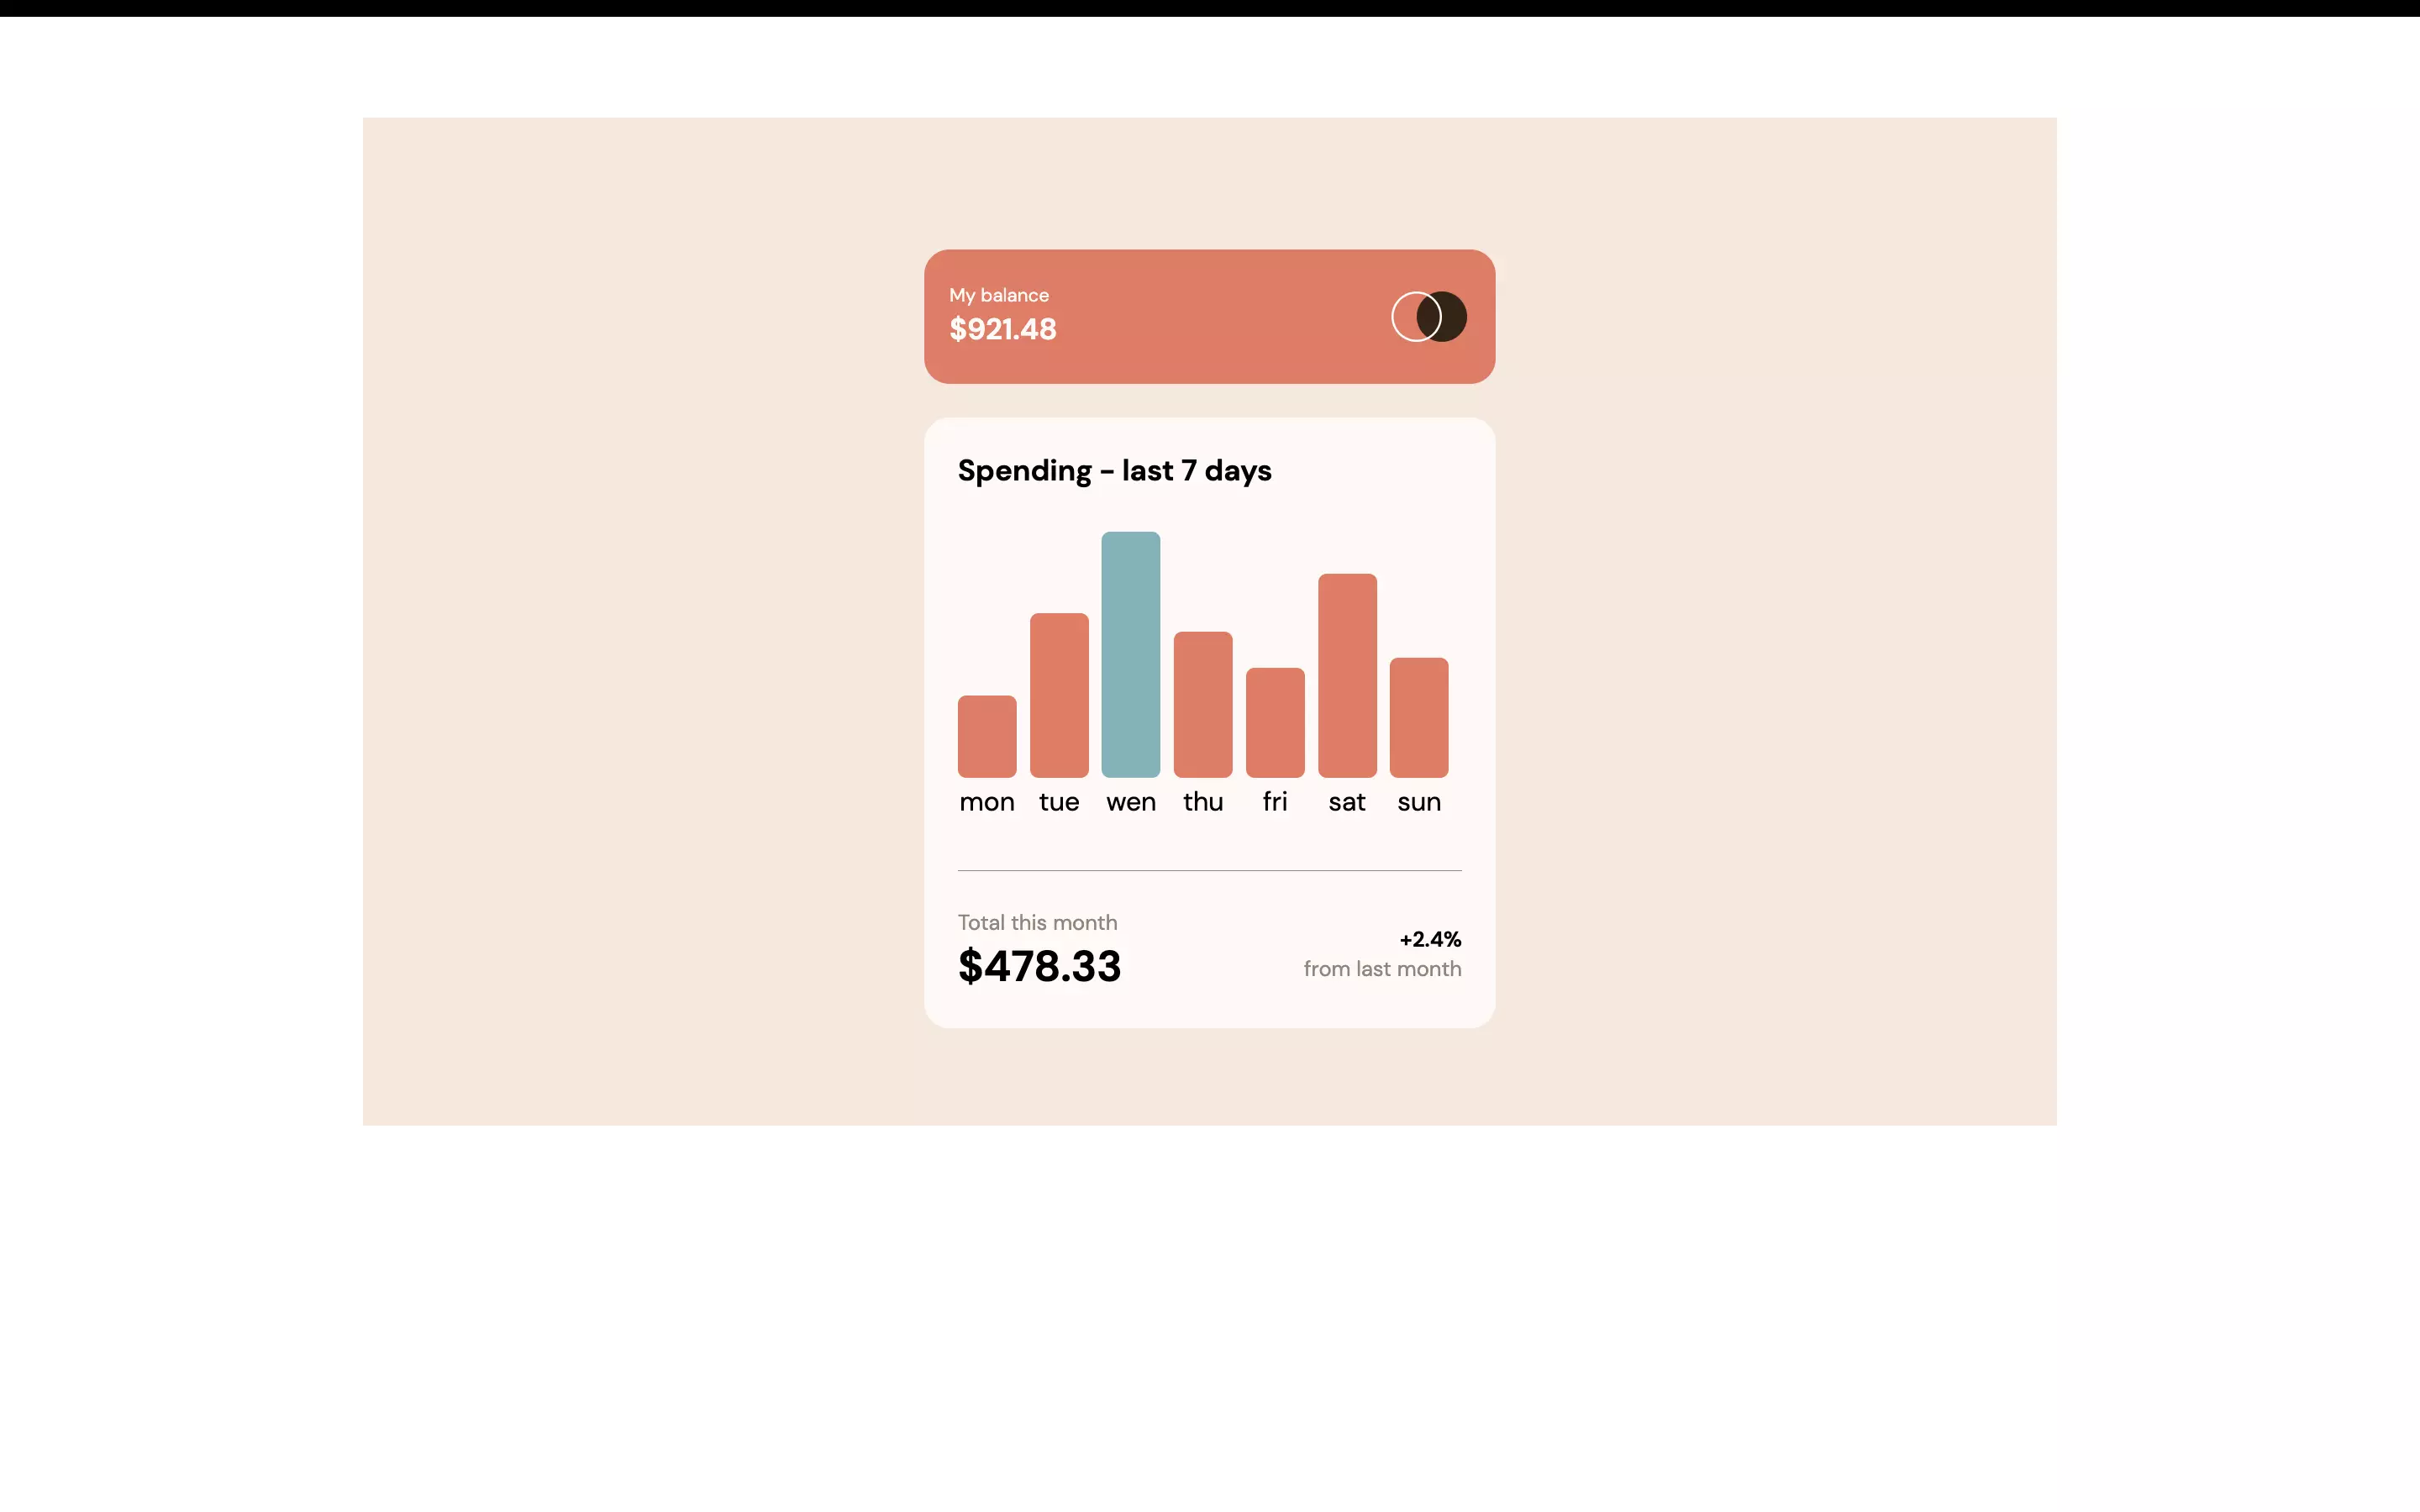 My balance
$921.48
Spending – last 7 days
mon tue wen thu fri sat sun
Total this month
$478.33
+2.4%
from last month